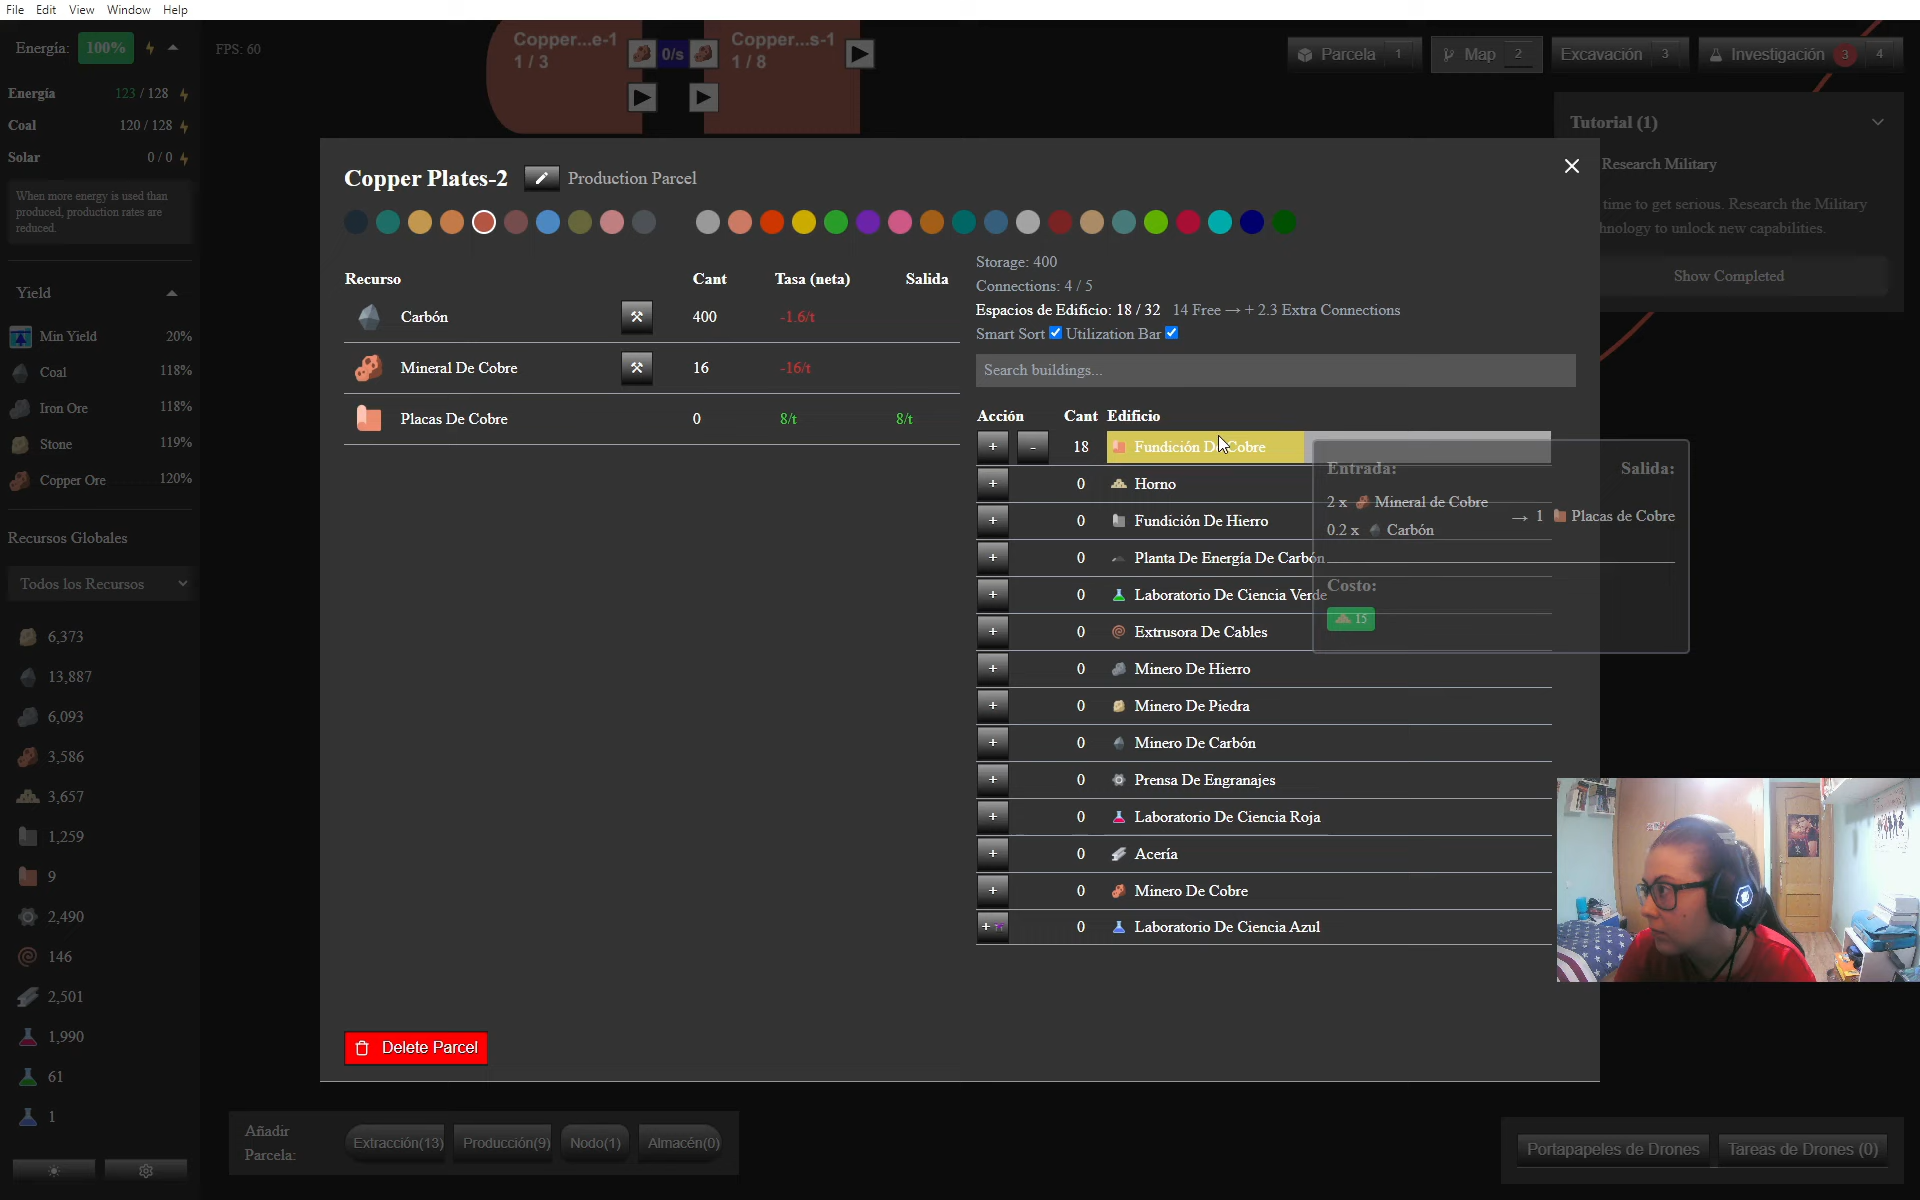 File Edit View Window Help
Energía: 100%
FPS: 60
Copper...e-1
1 / 3
0/s
Copper...s-1
1 / 8
Parcela 1
Map 2
Excavación 3
Investigación 3 4
Energía 123 / 128
Coal 120 / 128
Solar 0 / 0
When more energy is used than
produced, production rates are
reduced.
Yield
Min Yield 20%
Coal 118%
Iron Ore 118%
Stone 119%
Copper Ore 120%
Recursos Globales
Todos los Recursos
6,373
13,887
6,093
3,586
3,657
1,259
9
2,490
146
2,501
1,990
61
1
Tutorial (1)
Research Military
time to get serious. Research the Military
hnology to unlock new capabilities.
Show Completed
Copper Plates-2 Production Parcel
Recurso Cant Tasa (neta) Salida
Carbón 400 -1.6/t
Mineral De Cobre 16 -16/t
Placas De Cobre 0 8/t 8/t
Delete Parcel
Storage: 400
Connections: 4 / 5
Espacios de Edificio: 18 / 32 14 Free → + 2.3 Extra Connections
Smart Sort Utilization Bar
Search buildings...
Acción Cant Edificio
+ - 18 Fundición De Cobre
+ 0 Horno
+ 0 Fundición De Hierro
+ 0 Planta De Energía De Carbón
+ 0 Laboratorio De Ciencia Verde
+ 0 Extrusora De Cables
+ 0 Minero De Hierro
+ 0 Minero De Piedra
+ 0 Minero De Carbón
+ 0 Prensa De Engranajes
+ 0 Laboratorio De Ciencia Roja
+ 0 Acería
+ 0 Minero De Cobre
+ 0 Laboratorio De Ciencia Azul
Entrada: Salida:
2 x Mineral de Cobre
0.2 x Carbón
→ 1 Placas de Cobre
Costo:
15
Añadir
Parcela:
Extracción(13) Producción(9) Nodo(1) Almacén(0)
Portapapeles de Drones Tareas de Drones (0)